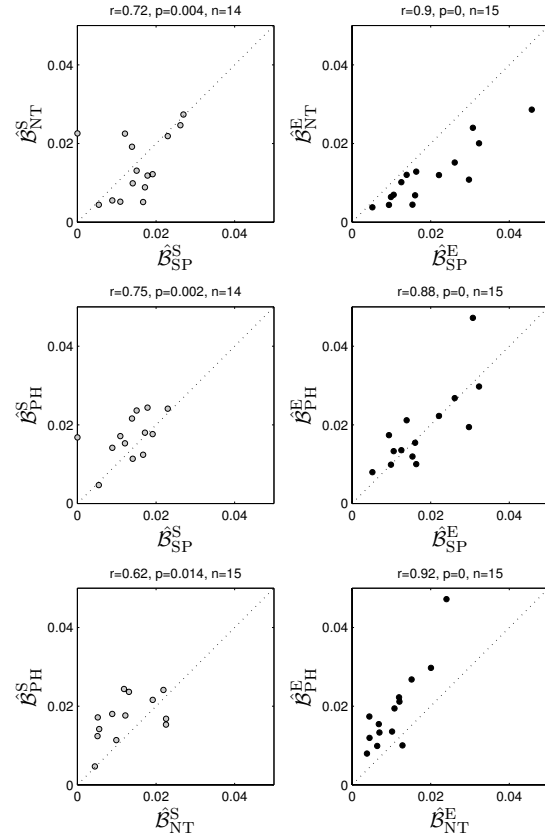 r=0.72, p=0.004, n=14
0.04
0.02
0
0
0.02
0.04
B̂^S_NT
B̂^S_SP
r=0.9, p=0, n=15
0.04
0.02
0
0
0.02
0.04
B̂^E_NT
B̂^E_SP
r=0.75, p=0.002, n=14
0.04
0.02
0
0
0.02
0.04
B̂^S_PH
B̂^S_SP
r=0.88, p=0, n=15
0.04
0.02
0
0
0.02
0.04
B̂^E_PH
B̂^E_SP
r=0.62, p=0.014, n=15
0.04
0.02
0
0
0.02
0.04
B̂^S_PH
B̂^S_NT
r=0.92, p=0, n=15
0.04
0.02
0
0
0.02
0.04
B̂^E_PH
B̂^E_NT